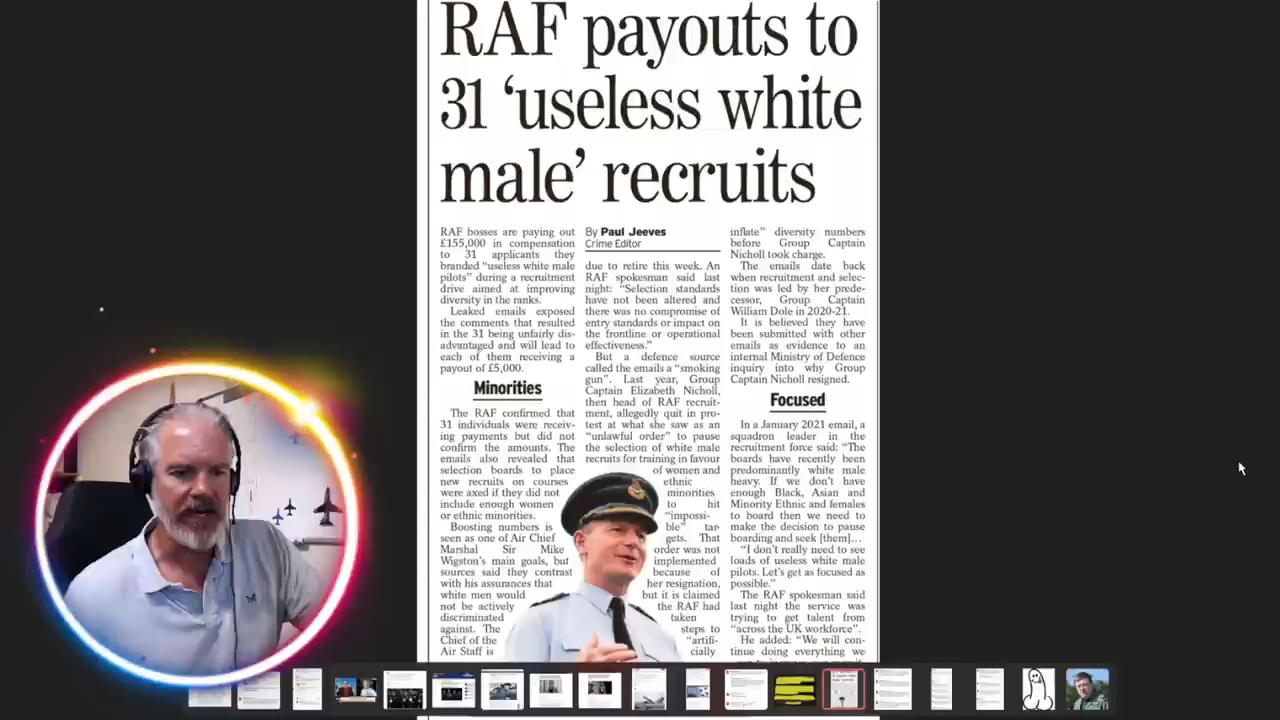 RAF payouts to
31 ‘useless white
male’ recruits
RAF bosses are paying out
£155,000 in compensation
to 31 applicants they
branded “useless white male
pilots” during a recruitment
drive aimed at improving
diversity in the ranks.
Leaked emails exposed
the comments that resulted
in the 31 being unfairly dis-
advantaged and will lead to
each of them receiving a
payout of £5,000.
Minorities
The RAF confirmed that
31 individuals were receiv-
ing payments but did not
confirm the amounts. The
emails also revealed that
selection boards to place
new recruits on courses
were axed if they did not
include enough women
or ethnic minorities.
Boosting numbers is
seen as one of Air Chief
Marshal Sir Mike
Wigston’s main goals, but
sources said they contrast
with his assurances that
white men would
not be actively
discriminated
against. The
Chief of the
Air Staff is
By Paul Jeeves
Crime Editor
due to retire this week. An
RAF spokesman said last
night: “Selection standards
have not been altered and
there was no compromise of
entry standards or impact on
the frontline or operational
effectiveness.”
But a defence source
called the emails a “smoking
gun”. Last year, Group
Captain Elizabeth Nicholl,
then head of RAF recruit-
ment, allegedly quit in pro-
test at what she saw as an
“unlawful order” to pause
the selection of white male
recruits for training in favour
of women and
ethnic
minorities
to hit
“impossi-
ble” tar-
gets. That
order was not
implemented
because of
her resignation,
but it is claimed
the RAF had
taken
steps to
“artifi-
cially
inflate” diversity numbers
before Group Captain
Nicholl took charge.
The emails date back
when recruitment and selec-
tion was led by her prede-
cessor, Group Captain
William Dole in 2020-21.
It is believed they have
been submitted with other
emails as evidence to an
internal Ministry of Defence
inquiry into why Group
Captain Nicholl resigned.
Focused
In a January 2021 email, a
squadron leader in the
recruitment force said: “The
boards have recently been
predominantly white male
heavy. If we don’t have
enough Black, Asian and
Minority Ethnic and females
to board then we need to
make the decision to pause
boarding and seek [them]...
“I don’t really need to see
loads of useless white male
pilots. Let’s get as focused as
possible.”
The RAF spokesman said
last night the service was
trying to get talent from
“across the UK workforce”.
He added: “We will con-
tinue doing everything we